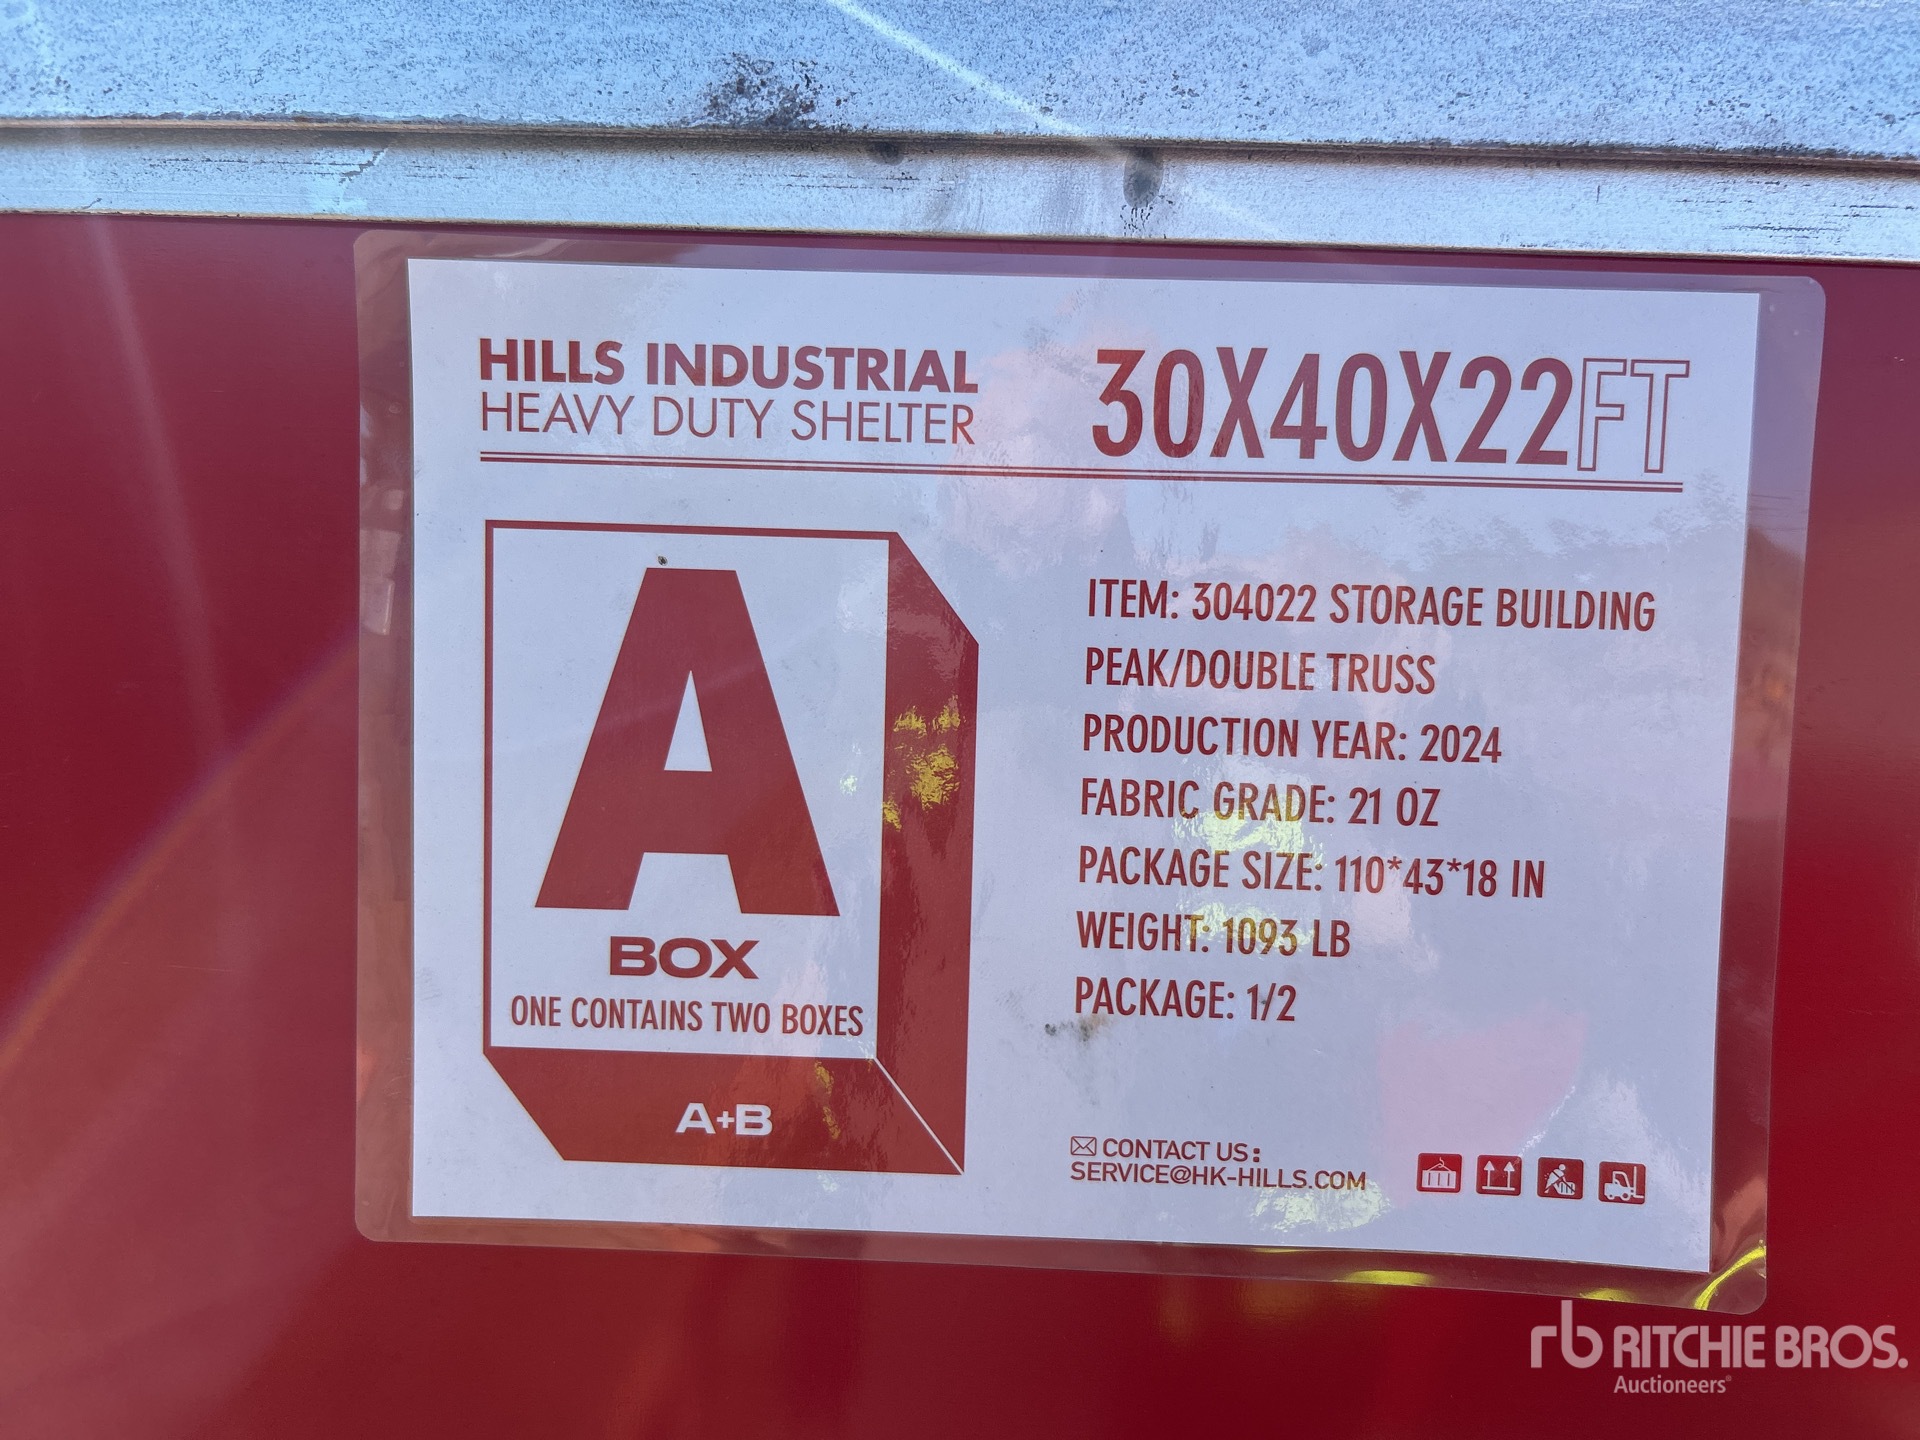 HILLS INDUSTRIAL
HEAVY DUTY SHELTER
30X40X22FT
A
BOX
ONE CONTAINS TWO BOXES
A+B
ITEM: 304022 STORAGE BUILDING
PEAK/DOUBLE TRUSS
PRODUCTION YEAR: 2024
FABRIC GRADE: 21 OZ
PACKAGE SIZE: 110*43*18 IN
WEIGHT: 1093 LB
PACKAGE: 1/2
CONTACT US:
SERVICE@HK-HILLS.COM
rb RITCHIE BROS.
Auctioneers®